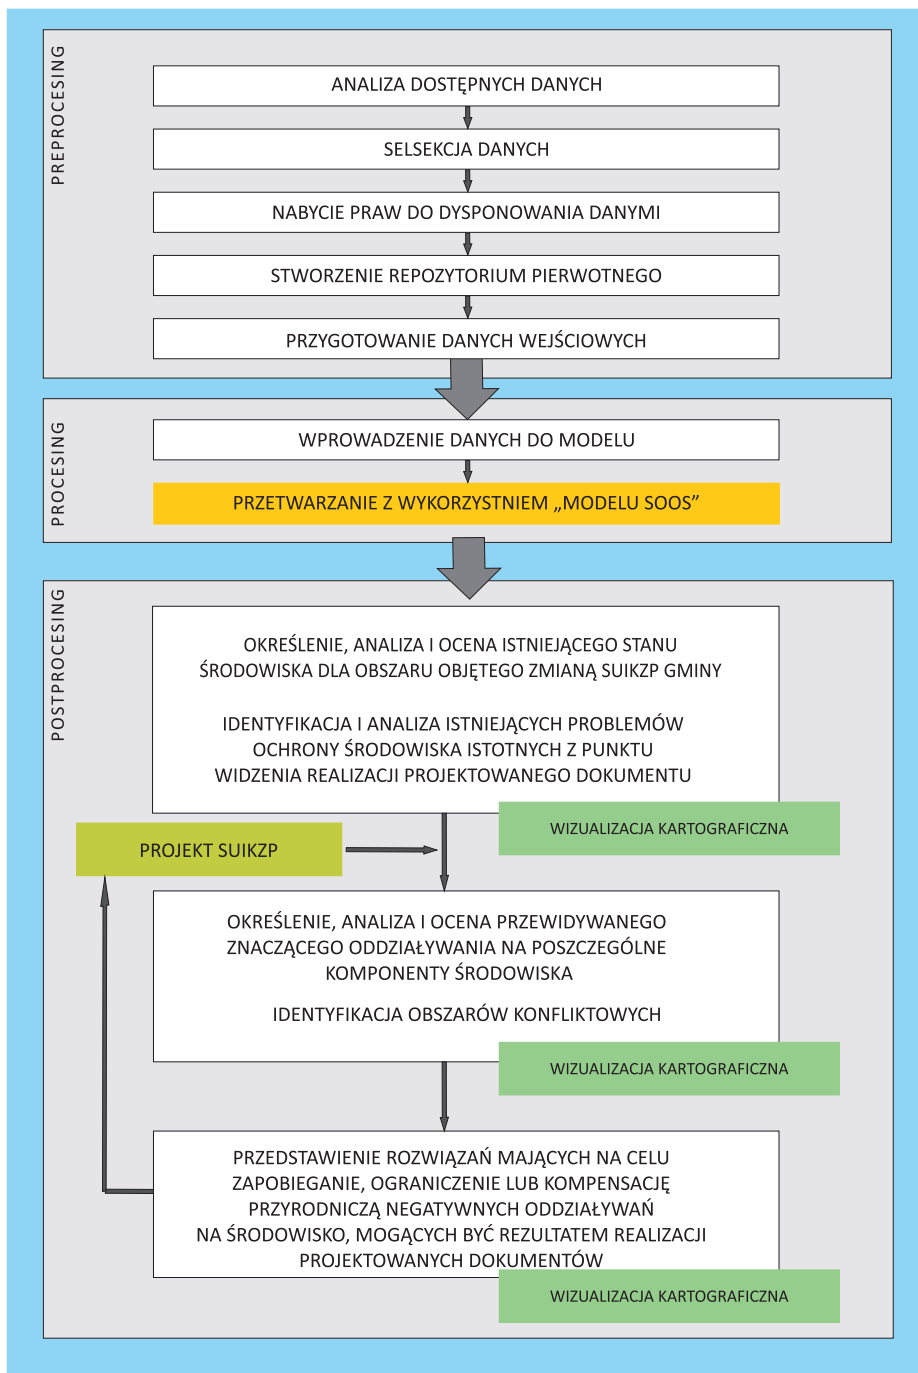 PREPROCESING
ANALIZA DOSTĘPNYCH DANYCH
SELSEKCJA DANYCH
NABYCIE PRAW DO DYSPONOWANIA DANYMI
STWORZENIE REPOZYTORIUM PIERWOTNEGO
PRZYGOTOWANIE DANYCH WEJŚCIOWYCH
PROCESING
WPROWADZENIE DANYCH DO MODELU
PRZETWARZANIE Z WYKORZYSTNIEM „MODELU SOOS”
POSTPROCESING
OKREŚLENIE, ANALIZA I OCENA ISTNIEJĄCEGO STANU
ŚRODOWISKA DLA OBSZARU OBJĘTEGO ZMIANĄ SUIKZP GMINY
IDENTYFIKACJA I ANALIZA ISTNIEJĄCYCH PROBLEMÓW
OCHRONY ŚRODOWISKA ISTOTNYCH Z PUNKTU
WIDZENIA REALIZACJI PROJEKTOWANEGO DOKUMENTU
WIZUALIZACJA KARTOGRAFICZNA
PROJEKT SUIKZP
OKREŚLENIE, ANALIZA I OCENA PRZEWIDYWANEGO
ZNACZĄCEGO ODDZIAŁYWANIA NA POSZCZEGÓLNE
KOMPONENTY ŚRODOWISKA
IDENTYFIKACJA OBSZARÓW KONFLIKTOWYCH
WIZUALIZACJA KARTOGRAFICZNA
PRZEDSTAWIENIE ROZWIĄZAŃ MAJĄCYCH NA CELU
ZAPOBIEGANIE, OGRANICZENIE LUB KOMPENSACJĘ
PRZYRODNICZĄ NEGATYWNYCH ODDZIAŁYWAŃ
NA ŚRODOWISKO, MOGĄCYCH BYĆ REZULTATEM REALIZACJI
PROJEKTOWANYCH DOKUMENTÓW
WIZUALIZACJA KARTOGRAFICZNA